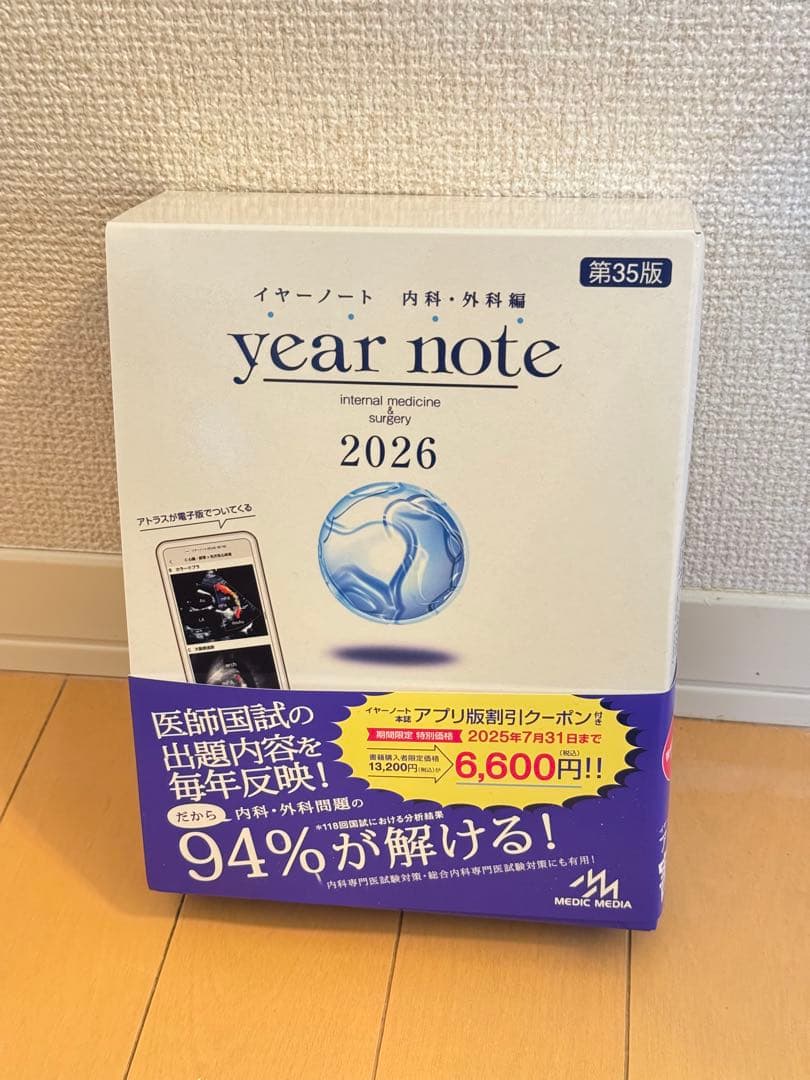 第35版
イヤーノート 内科・外科編
year note
internal medicine
&
surgery
2026
アトラスが電子版でついてくる
医師国試の
出題内容を
毎年反映！
だから 内科・外科問題の
*118回国試における分析結果
94%が解ける！
内科専門医試験対策・総合内科専門医試験対策にも有用！
イヤーノート本誌 アプリ版割引クーポン付き
期間限定 特別価格 2025年7月31日まで
書籍購入者限定価格
13,200円(税込)が
6,600円(税込)!!
MEDIC MEDIA